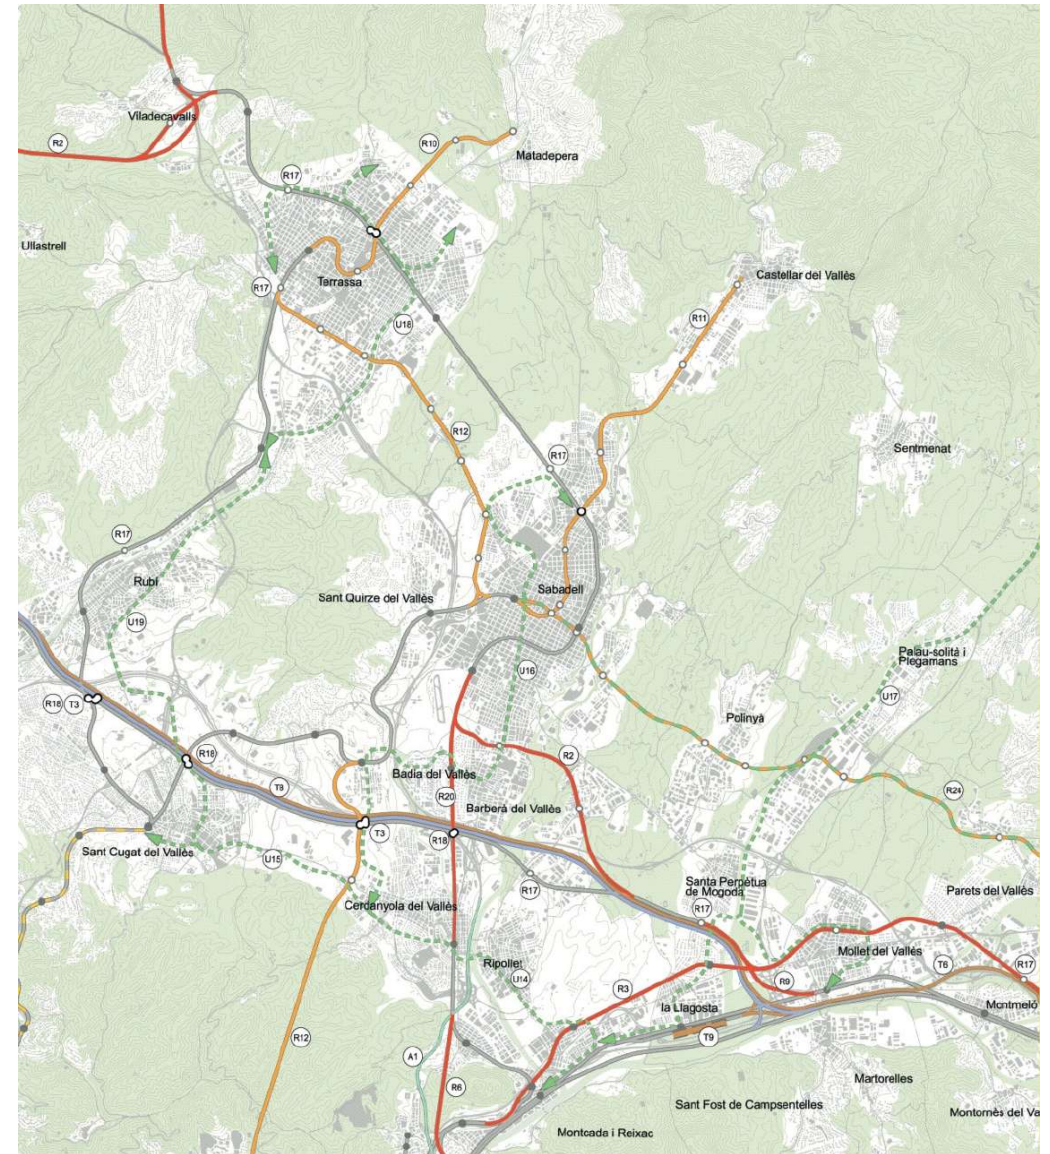 Viladecavalls
R2
R10
Matadepera
R17
Ullastrell
Terrassa
R17
Castellar del Vallès
R11
U18
R12
R17
Sentmenat
R17
Rubí
Sabadell
Sant Quirze del Vallès
U19
Palau-solità i
Plegamans
U16
U17
R18
T3
Polinyà
R18
R2
Badia del Vallès
T8
R20
R24
Barberà del Vallès
T3
R18
Sant Cugat del Vallès
U15
R17
Santa Perpètua
de Mogoda
Parets del Vallès
Cerdanyola del Vallès
R17
Mollet del Vallès
Ripollet
U14
T6
R17
R9
R3
la Llagosta
Montmeló
R12
T9
A1
R6
Martorelles
Sant Fost de Campsentelles
Montornès del Va
Montcada i Reixac